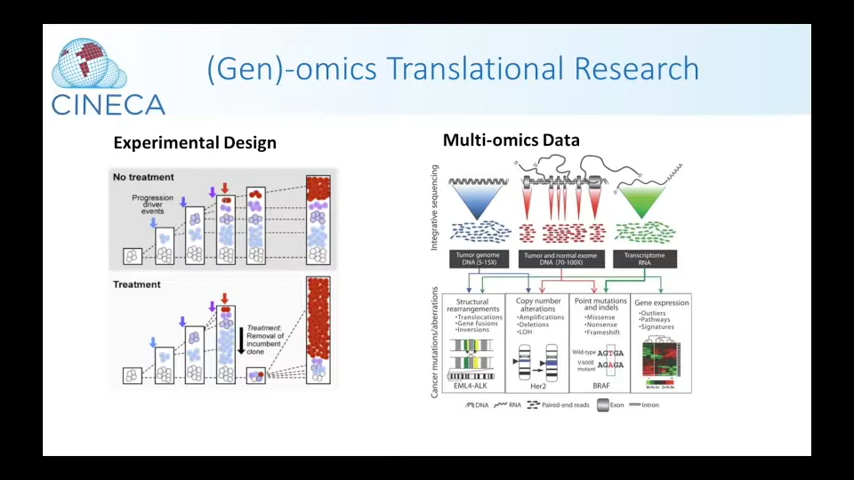 CINECA
(Gen)-omics Translational Research
Experimental Design
No treatment
Progression
driver
events
Treatment
Treatment:
Removal of
incumbent
clone
Multi-omics Data
Integrative sequencing
5'
5'
5'
Tumor genome
DNA (5-15X)
Tumor and normal exome
DNA (70-100X)
Transcriptome
RNA
Cancer mutations/aberrations
Structural
rearrangements
•Translocations
•Gene fusions
•Inversions
EML4-ALK
Copy number
alterations
•Amplifications
•Deletions
•LOH
Her2
Point mutations
and indels
•Missense
•Nonsense
•Frameshift
Wild-type AGTGA
V600E
mutant AGAGA
BRAF
Gene expression
•Outliers
•Pathways
•Signatures
DNA RNA Paired-end reads Exon Intron